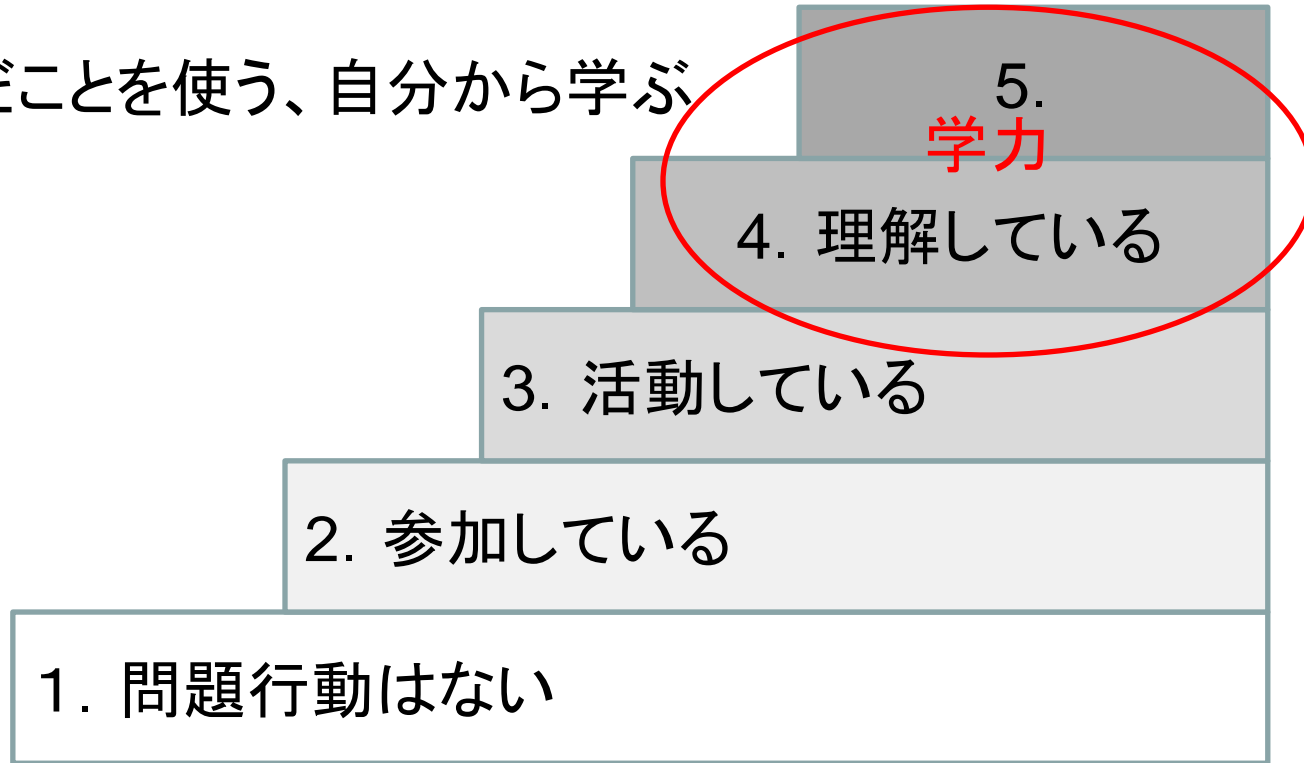 だことを使う、自分から学ぶ
5.
学力
4. 理解している
3. 活動している
2. 参加している
1. 問題行動はない